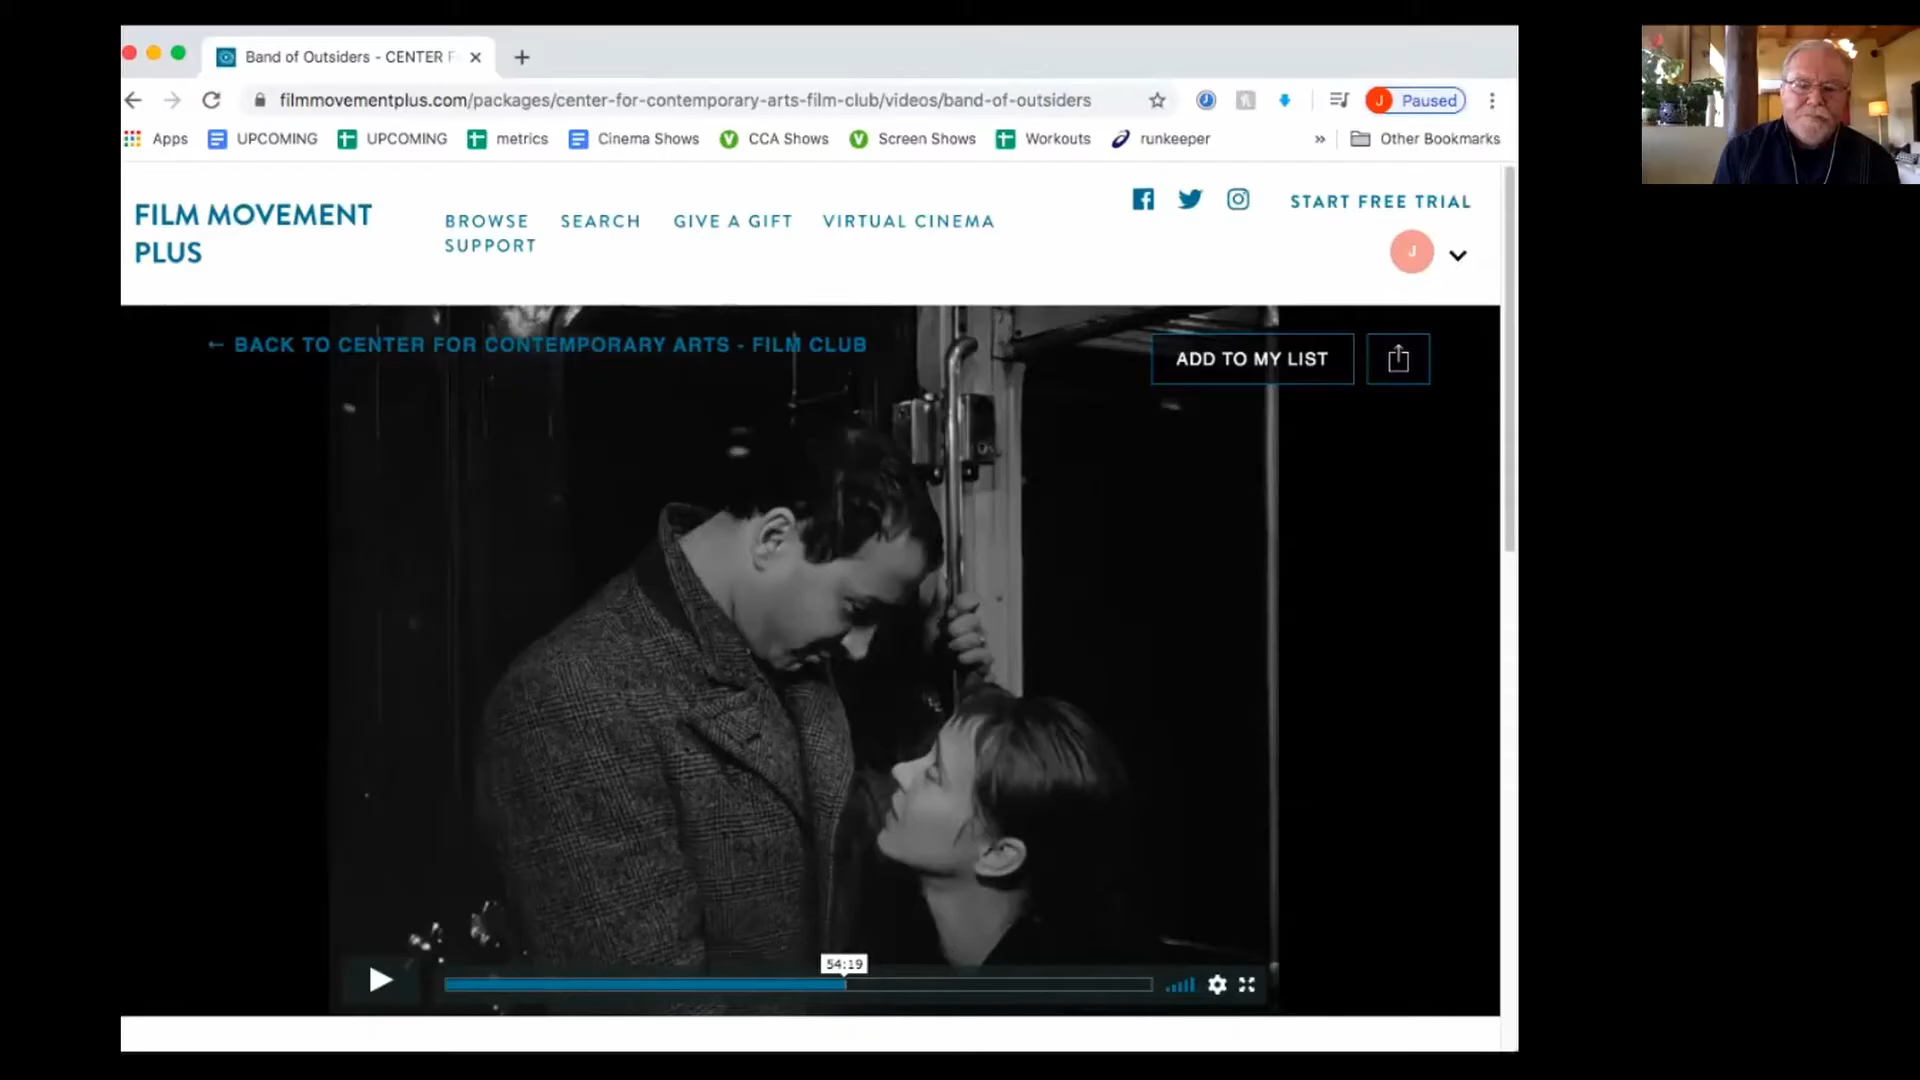 Band of Outsiders - CENTER F
filmmovementplus.com/packages/center-for-contemporary-arts-film-club/videos/band-of-outsiders
J Paused
Apps UPCOMING UPCOMING metrics Cinema Shows CCA Shows Screen Shows Workouts runkeeper » Other Bookmarks
FILM MOVEMENT
PLUS
BROWSE SEARCH GIVE A GIFT VIRTUAL CINEMA
SUPPORT
START FREE TRIAL
J
← BACK TO CENTER FOR CONTEMPORARY ARTS - FILM CLUB
ADD TO MY LIST
54:19